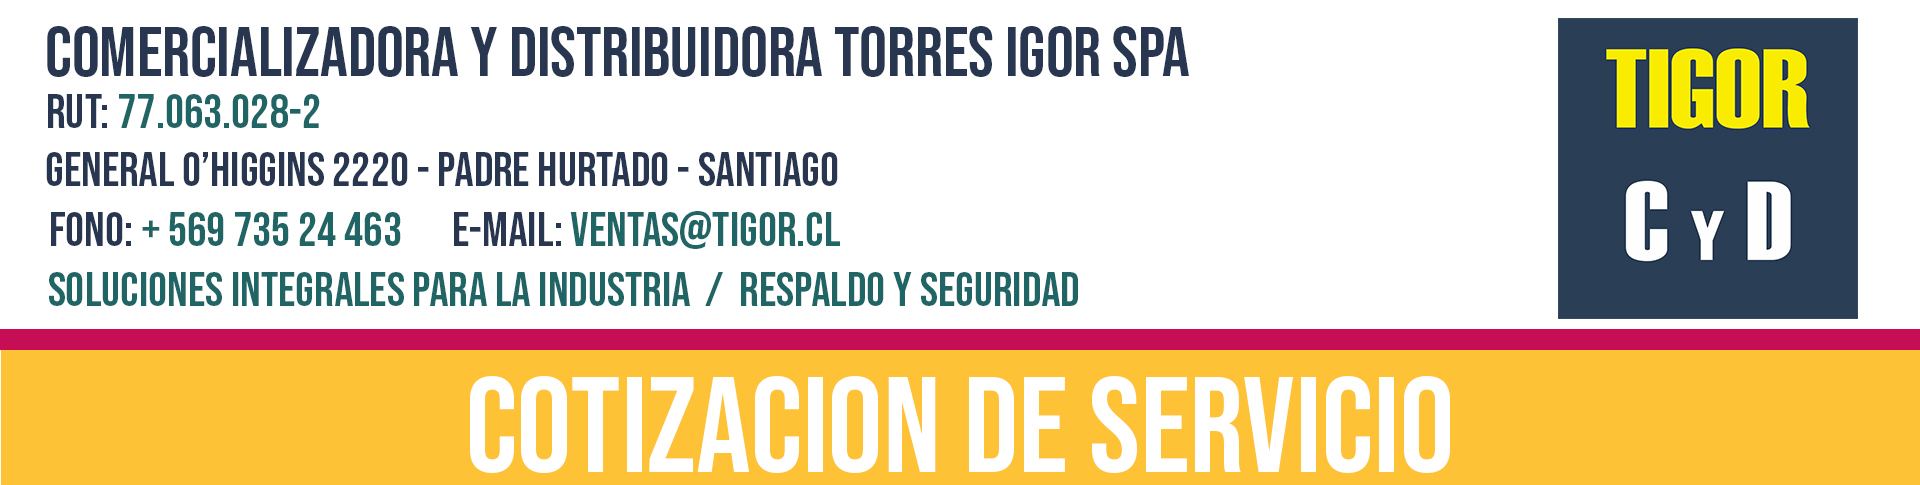 COMERCIALIZADORA Y DISTRIBUIDORA TORRES IGOR SPA
RUT: 77.063.028-2
GENERAL O’HIGGINS 2220 - PADRE HURTADO - SANTIAGO
FONO: + 569 735 24 463 E-MAIL: VENTAS@TIGOR.CL
SOLUCIONES INTEGRALES PARA LA INDUSTRIA / RESPALDO Y SEGURIDAD
TIGOR
C Y D
COTIZACION DE SERVICIO